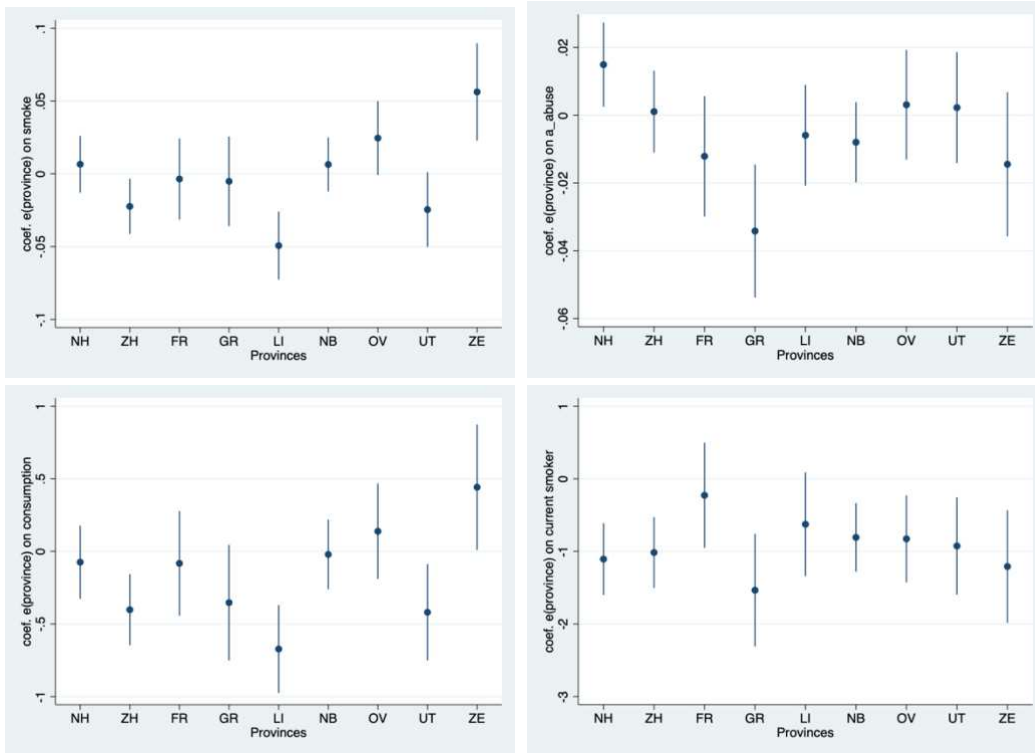 coef. e(province) on smoke
.1
.05
0
-.05
-.1
NH ZH FR GR LI NB OV UT ZE
Provinces
coef. e(province) on a_abuse
.02
0
-.02
-.04
-.06
NH ZH FR GR LI NB OV UT ZE
Provinces
coef. e(province) on consumption
1
.5
0
-.5
-1
NH ZH FR GR LI NB OV UT ZE
Provinces
coef. e(province) on current smoker
1
0
-1
-2
-3
NH ZH FR GR LI NB OV UT ZE
Provinces